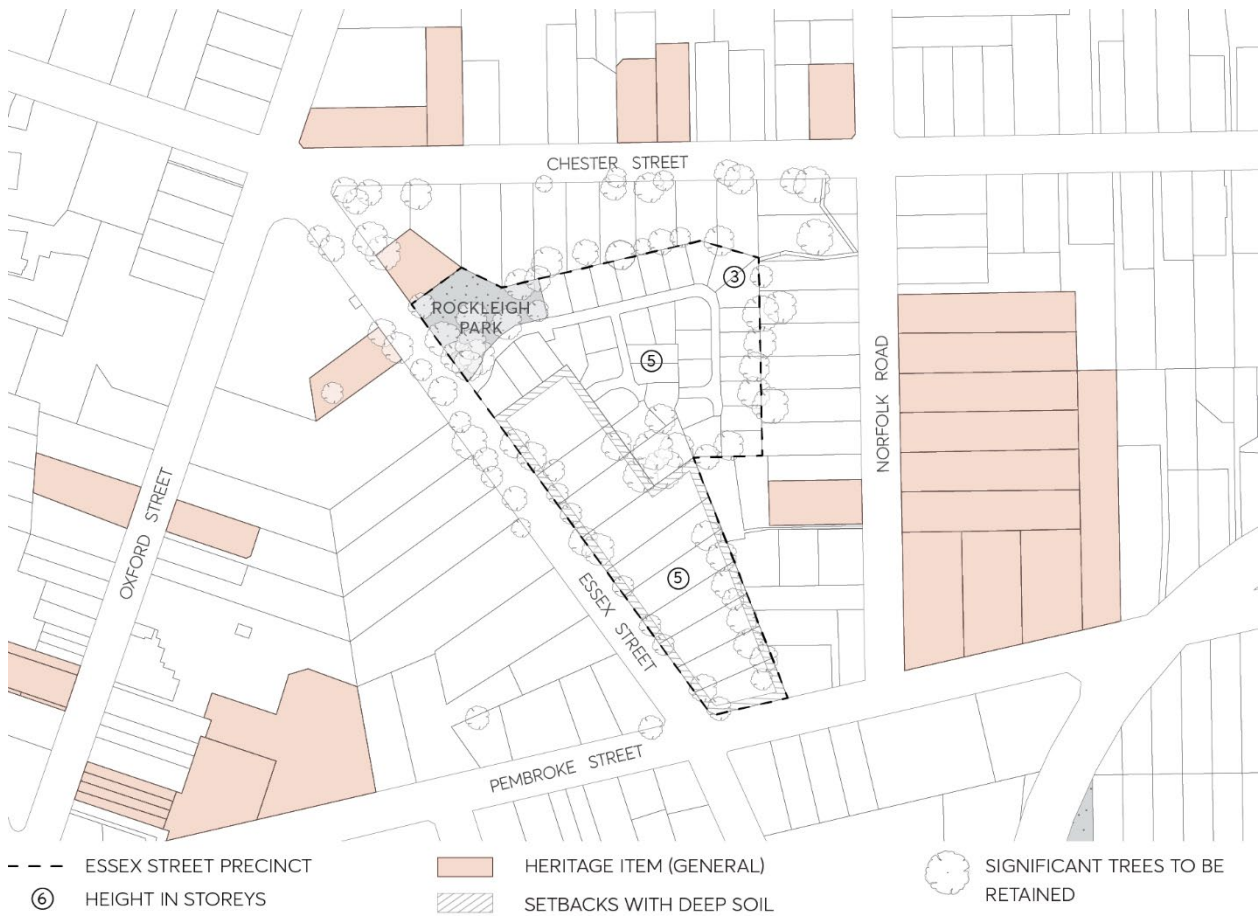 CHESTER STREET
ROCKLEIGH
PARK
3
5
NORFOLK ROAD
OXFORD STREET
ESSEX STREET
5
PEMBROKE STREET
ESSEX STREET PRECINCT
HERITAGE ITEM (GENERAL)
SIGNIFICANT TREES TO BE
RETAINED
6 HEIGHT IN STOREYS
SETBACKS WITH DEEP SOIL